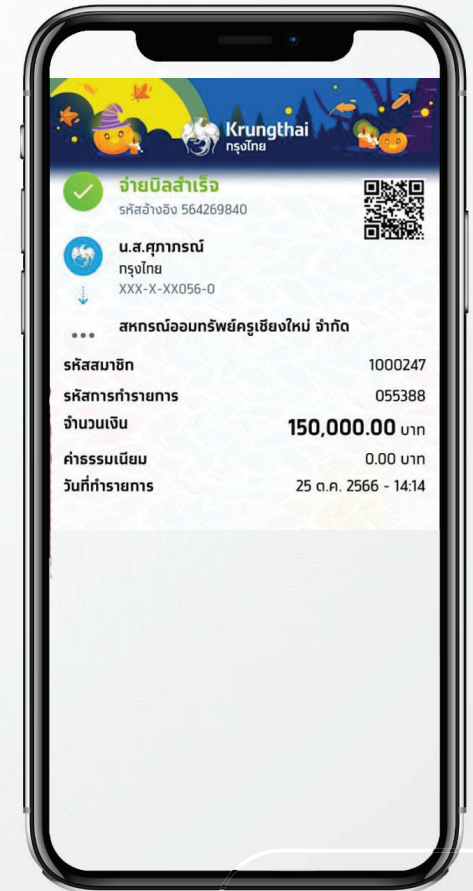 Krungthai
กรุงไทย
จ่ายบิลสำเร็จ
รหัสอ้างอิง 564269840
น.ส.ศุภาภรณ์
กรุงไทย
XXX-X-XX056-0
สหกรณ์ออมทรัพย์ครูเชียงใหม่ จำกัด
รหัสสมาชิก 1000247
รหัสการทำรายการ 055388
จำนวนเงิน 150,000.00 บาท
ค่าธรรมเนียม 0.00 บาท
วันที่ทำรายการ 25 ต.ค. 2566 - 14:14